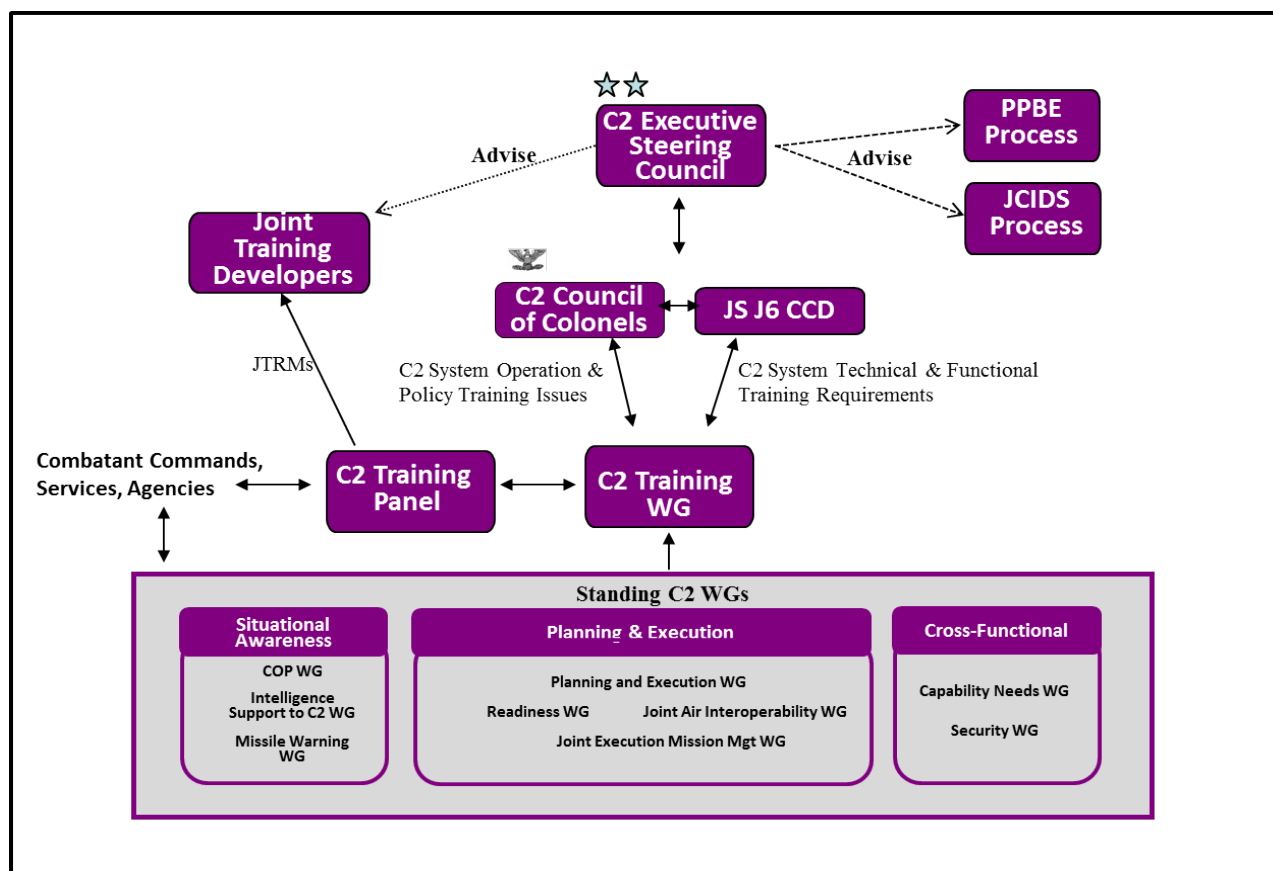 C2 Executive
Steering
Council
PPBE
Process
Advise
Advise
JCIDS
Process
Joint
Training
Developers
C2 Council
of Colonels
JS J6 CCD
JTRMs
C2 System Operation &
Policy Training Issues
C2 System Technical & Functional
Training Requirements
Combatant Commands,
Services, Agencies
C2 Training
Panel
C2 Training
WG
Standing C2 WGs
Situational
Awareness
COP WG
Intelligence
Support to C2 WG
Missile Warning
WG
Planning & Execution
Planning and Execution WG
Readiness WG
Joint Air Interoperability WG
Joint Execution Mission Mgt WG
Cross-Functional
Capability Needs WG
Security WG